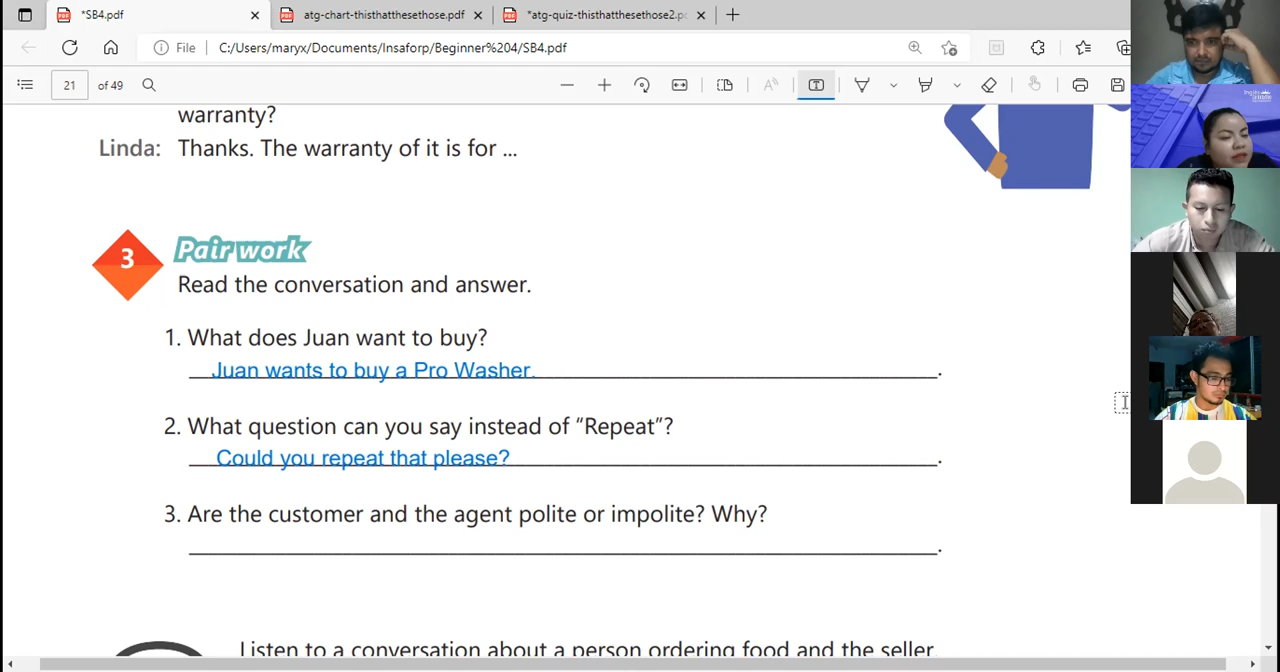 *SB4.pdf
atg-chart-thisthatthesethose.pdf
*atg-quiz-thisthatthesethose2.pc
File
C:/Users/maryx/Documents/Insaforp/Beginner%204/SB4.pdf
21 of 49
warranty?
Linda: Thanks. The warranty of it is for ...
3 Pair work
Read the conversation and answer.
1. What does Juan want to buy?
Juan wants to buy a Pro Washer.
2. What question can you say instead of “Repeat”?
Could you repeat that please?
3. Are the customer and the agent polite or impolite? Why?
Listen to a conversation about a person ordering food and the seller.